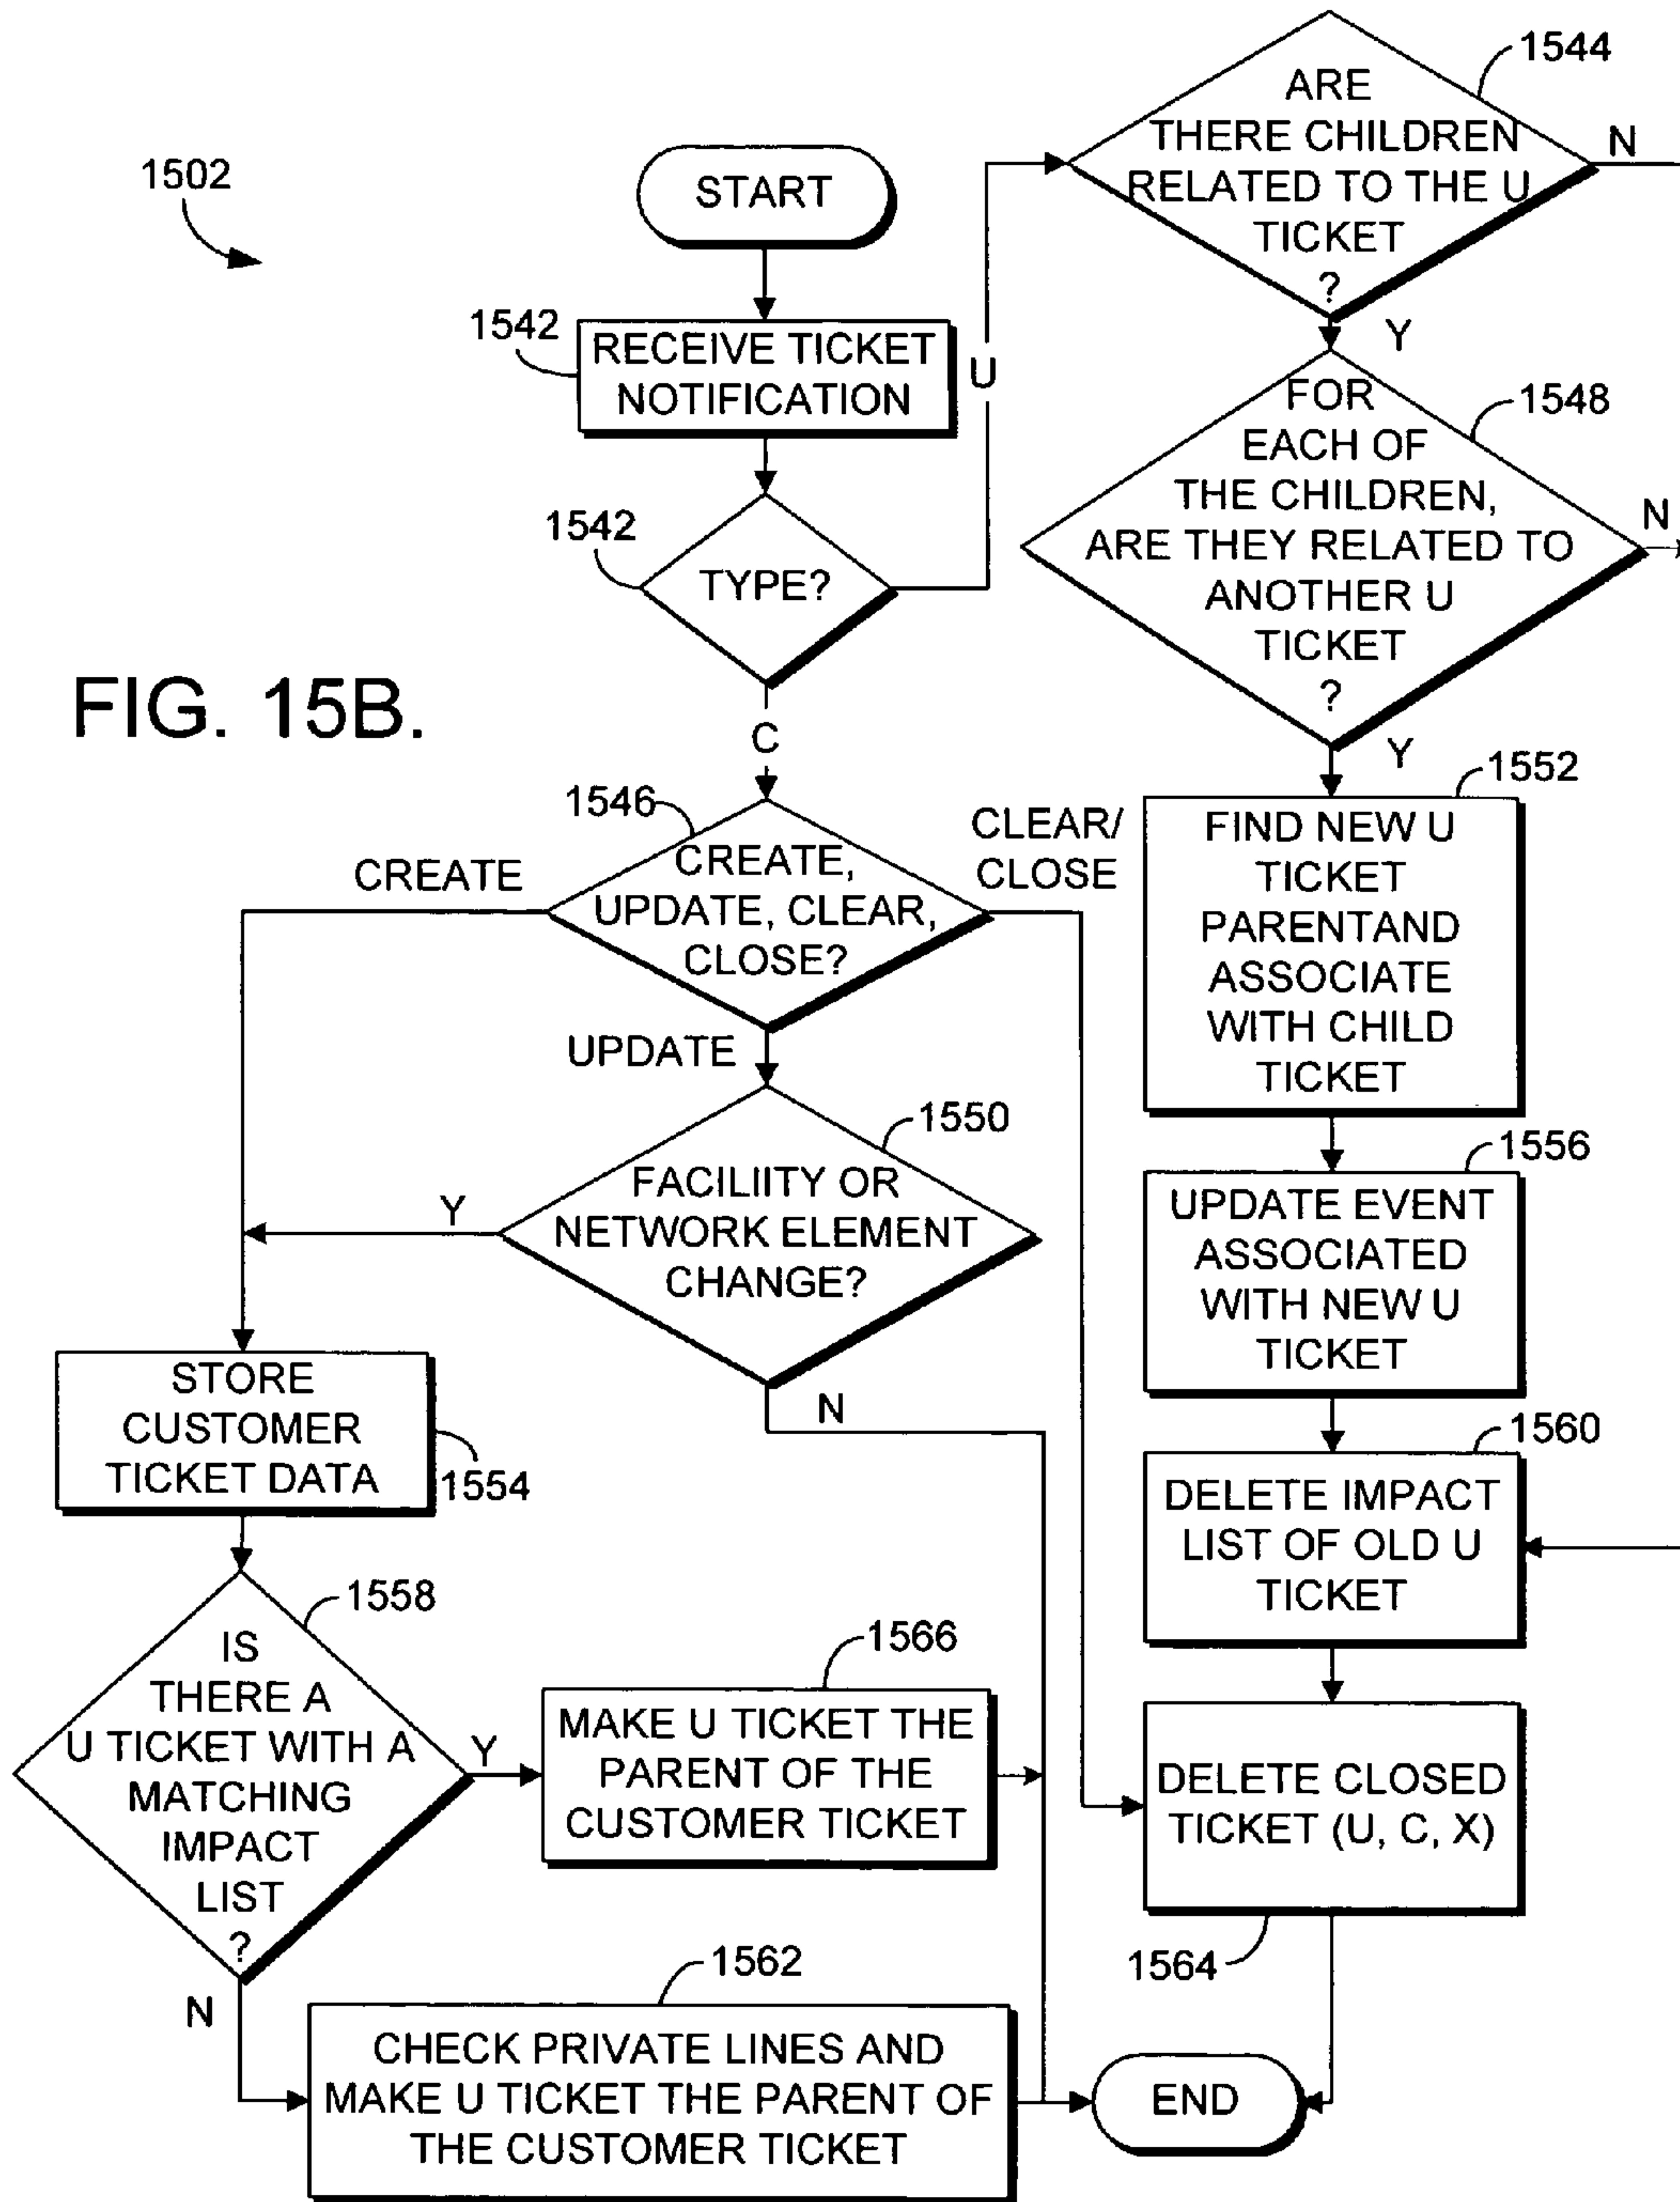 1502
START
1542
RECEIVE TICKET
NOTIFICATION
1542
TYPE?
U
C
FIG. 15B.
1544
ARE
THERE CHILDREN
RELATED TO THE U
TICKET
?
N
Y
1548
FOR
EACH OF
THE CHILDREN,
ARE THEY RELATED TO
ANOTHER U
TICKET
?
N
Y
1546
CREATE,
UPDATE, CLEAR,
CLOSE?
CREATE
CLEAR/
CLOSE
UPDATE
1550
FACILIITY OR
NETWORK ELEMENT
CHANGE?
Y
N
1552
FIND NEW U
TICKET
PARENTAND
ASSOCIATE
WITH CHILD
TICKET
1556
UPDATE EVENT
ASSOCIATED
WITH NEW U
TICKET
STORE
CUSTOMER
TICKET DATA
1554
1560
DELETE IMPACT
LIST OF OLD U
TICKET
1558
IS
THERE A
U TICKET WITH A
MATCHING
IMPACT
LIST
?
Y
N
1566
MAKE U TICKET THE
PARENT OF THE
CUSTOMER TICKET
DELETE CLOSED
TICKET (U, C, X)
1564
1562
CHECK PRIVATE LINES AND
MAKE U TICKET THE PARENT OF
THE CUSTOMER TICKET
END